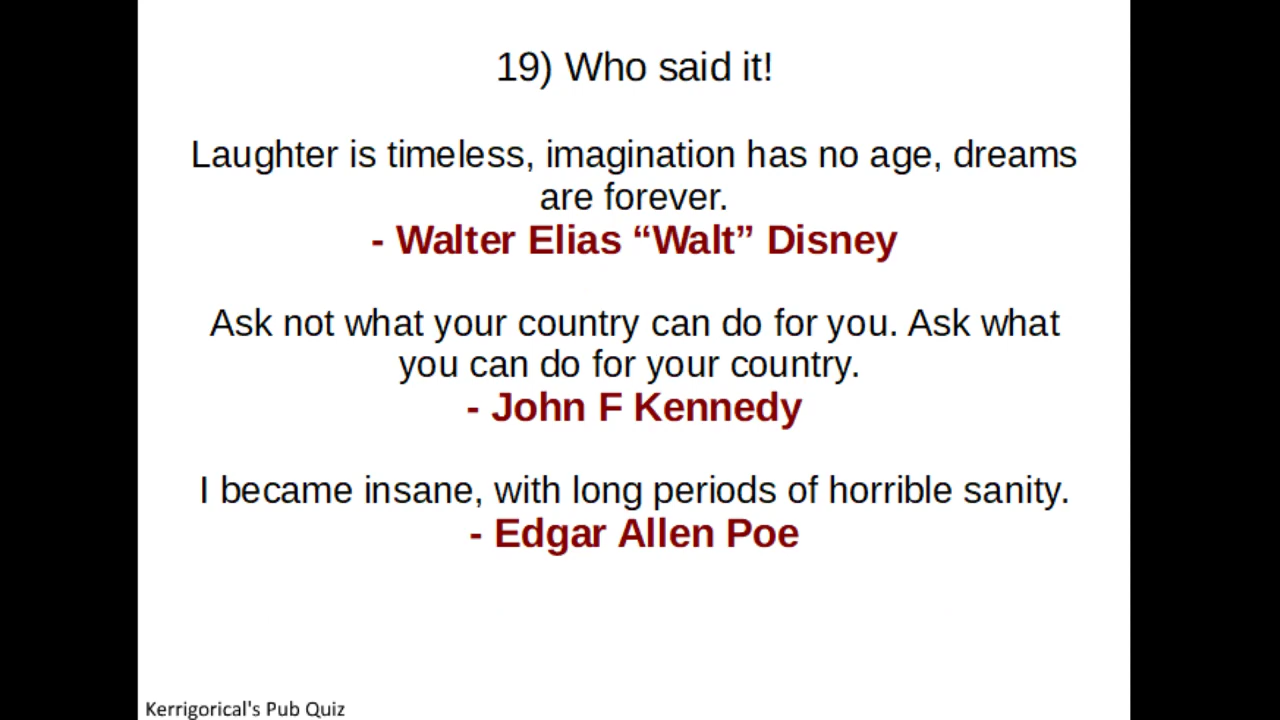 19) Who said it!
Laughter is timeless, imagination has no age, dreams
are forever.
- Walter Elias “Walt” Disney
Ask not what your country can do for you. Ask what
you can do for your country.
- John F Kennedy
I became insane, with long periods of horrible sanity.
- Edgar Allen Poe
Kerrigorical's Pub Quiz